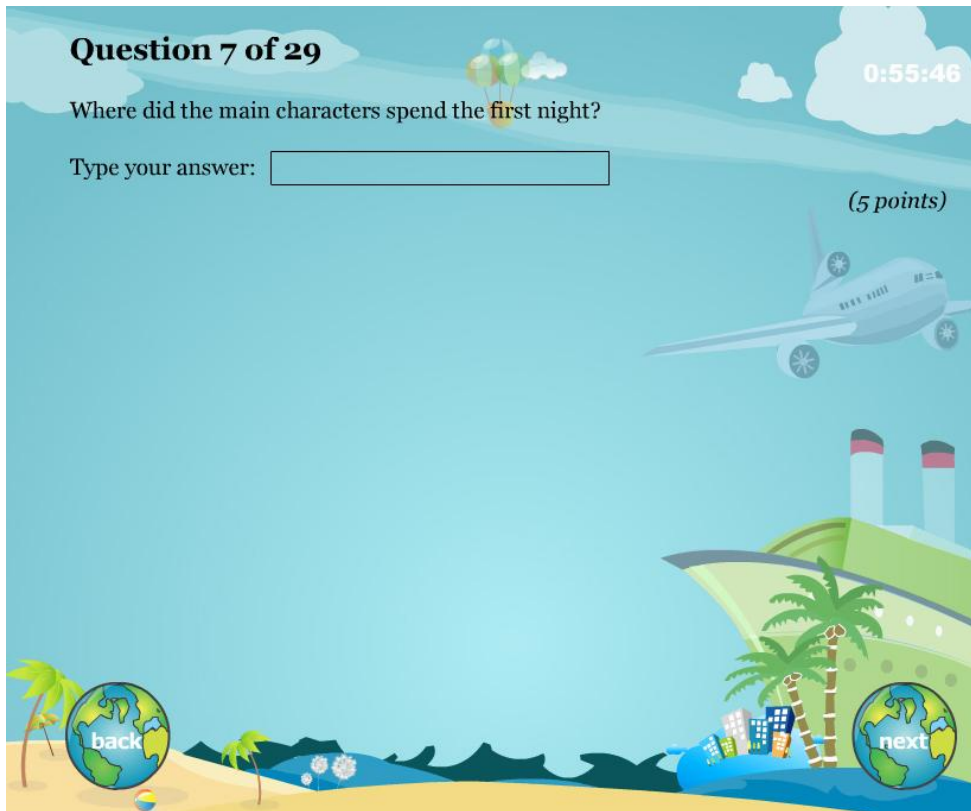 Question 7 of 29
0:55:46
Where did the main characters spend the first night?
Type your answer:
(5 points)
back
next